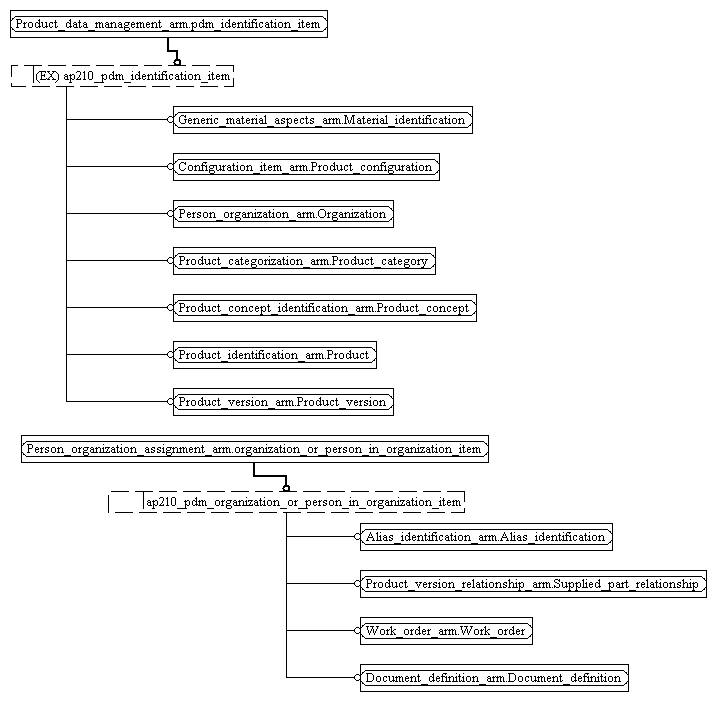 Product_data_management_arm.pdm_identification_item
(EX) ap210_pdm_identification_item
Generic_material_aspects_arm.Material_identification
Configuration_item_arm.Product_configuration
Person_organization_arm.Organization
Product_categorization_arm.Product_category
Product_concept_identification_arm.Product_concept
Product_identification_arm.Product
Product_version_arm.Product_version
Person_organization_assignment_arm.organization_or_person_in_organization_item
ap210_pdm_organization_or_person_in_organization_item
Alias_identification_arm.Alias_identification
Product_version_relationship_arm.Supplied_part_relationship
Work_order_arm.Work_order
Document_definition_arm.Document_definition